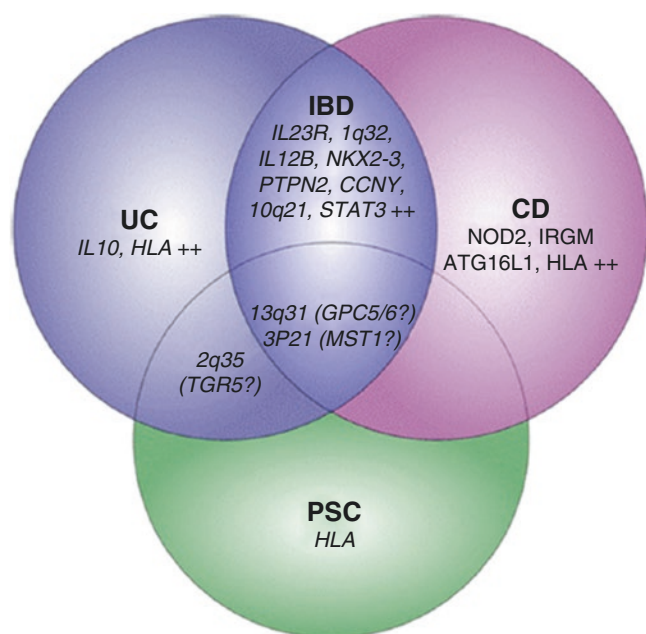 IBD
IL23R, 1q32,
IL12B, NKX2-3,
PTPN2, CCNY,
10q21, STAT3 ++
UC
IL10, HLA ++
CD
NOD2, IRGM
ATG16L1, HLA ++
13q31 (GPC5/6?)
3P21 (MST1?)
2q35
(TGR5?)
PSC
HLA